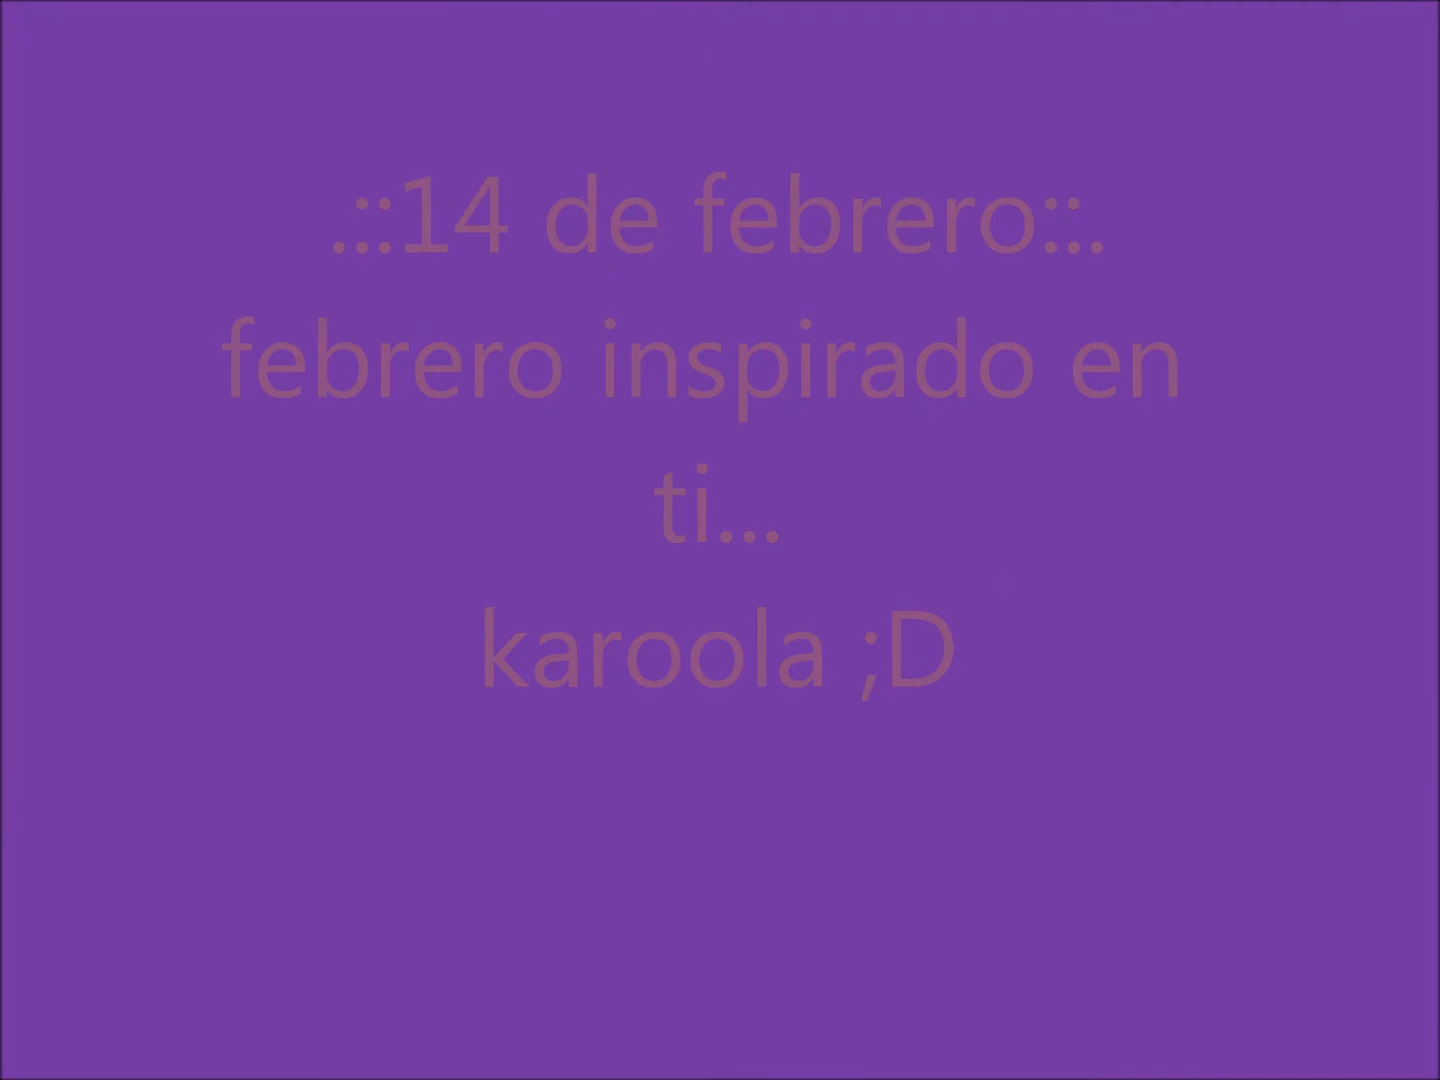 .::14 de febrero::.
febrero inspirado en
ti...
karoola ;D